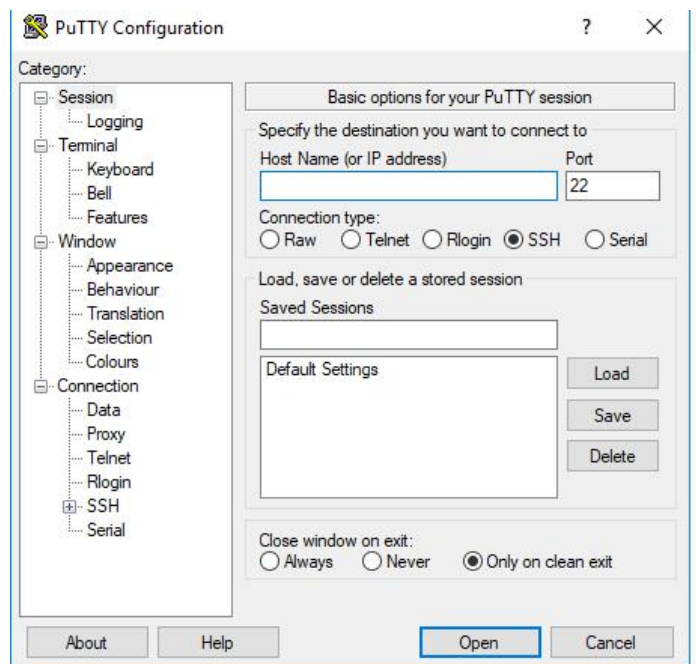 PuTTY Configuration
?
Category:
Session
Logging
Terminal
Keyboard
Bell
Features
Window
Appearance
Behaviour
Translation
Selection
Colours
Connection
Data
Proxy
Telnet
Rlogin
SSH
Serial
Basic options for your PuTTY session
Specify the destination you want to connect to
Host Name (or IP address) Port
22
Connection type:
Raw Telnet Rlogin SSH Serial
Load, save or delete a stored session
Saved Sessions
Default Settings
Load
Save
Delete
Close window on exit:
Always Never Only on clean exit
About Help Open Cancel